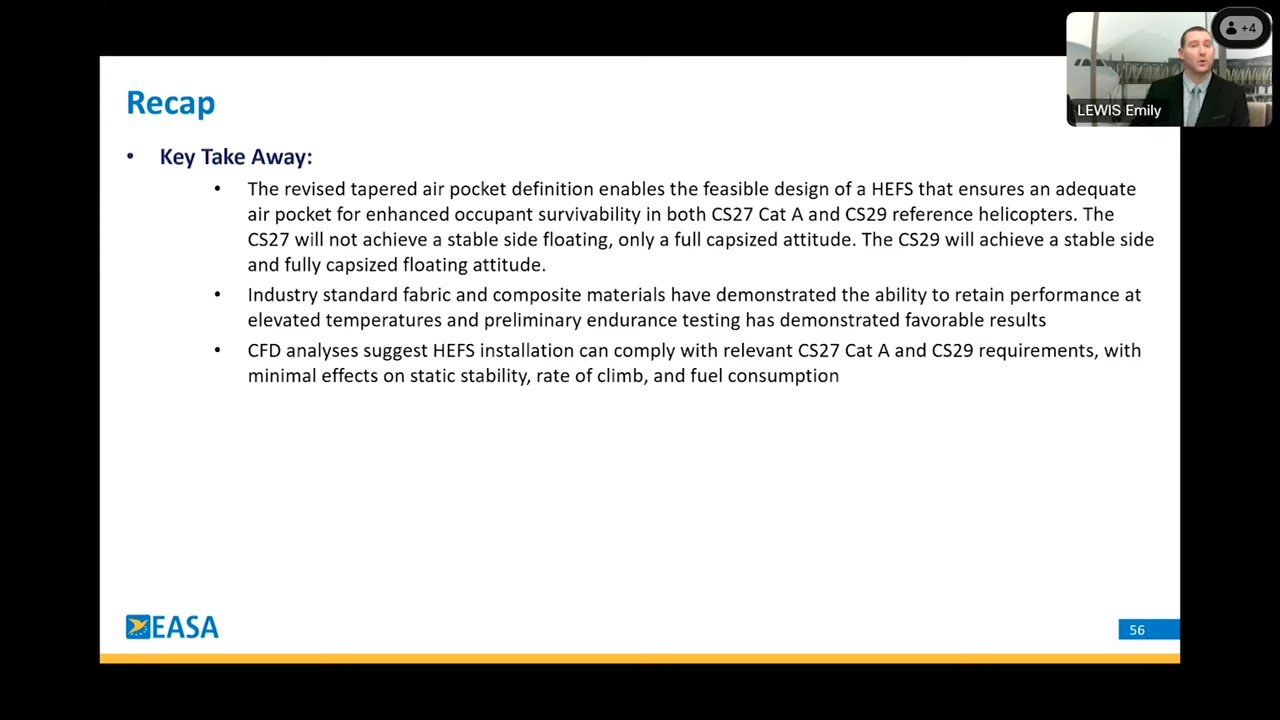 Recap
• Key Take Away:
• The revised tapered air pocket definition enables the feasible design of a HEFS that ensures an adequate
air pocket for enhanced occupant survivability in both CS27 Cat A and CS29 reference helicopters. The
CS27 will not achieve a stable side floating, only a full capsized attitude. The CS29 will achieve a stable side
and fully capsized floating attitude.
• Industry standard fabric and composite materials have demonstrated the ability to retain performance at
elevated temperatures and preliminary endurance testing has demonstrated favorable results
• CFD analyses suggest HEFS installation can comply with relevant CS27 Cat A and CS29 requirements, with
minimal effects on static stability, rate of climb, and fuel consumption
EASA
56
+4
LEWIS Emily